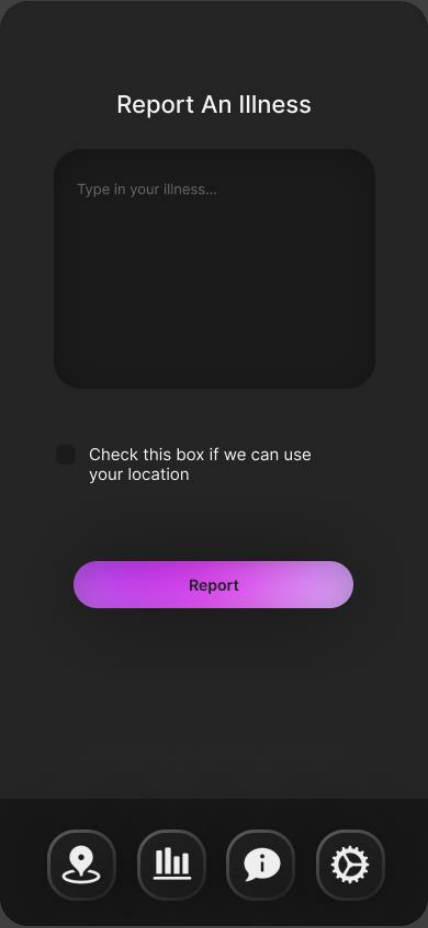 Report An Illness
Type in your illness...
Check this box if we can use
your location
Report